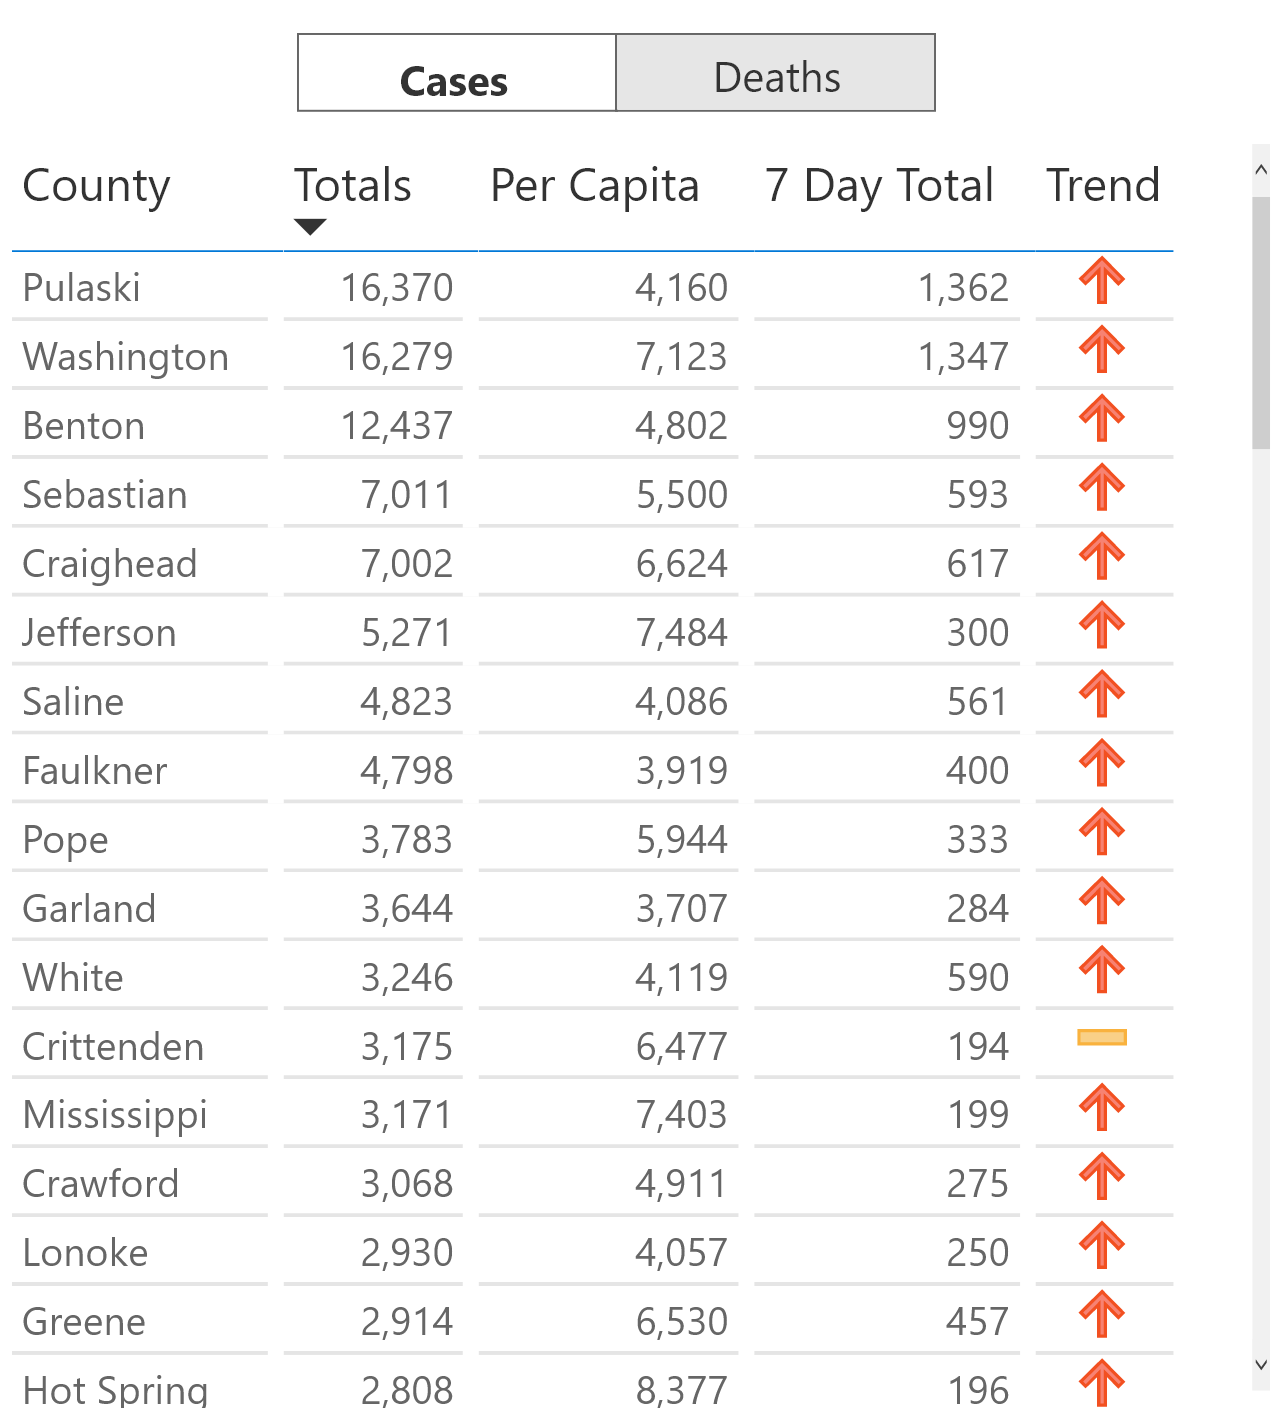 Cases Deaths
County Totals Per Capita 7 Day Total Trend
Pulaski 16,370 4,160 1,362
Washington 16,279 7,123 1,347
Benton 12,437 4,802 990
Sebastian 7,011 5,500 593
Craighead 7,002 6,624 617
Jefferson 5,271 7,484 300
Saline 4,823 4,086 561
Faulkner 4,798 3,919 400
Pope 3,783 5,944 333
Garland 3,644 3,707 284
White 3,246 4,119 590
Crittenden 3,175 6,477 194
Mississippi 3,171 7,403 199
Crawford 3,068 4,911 275
Lonoke 2,930 4,057 250
Greene 2,914 6,530 457
Hot Spring 2,808 8,377 196